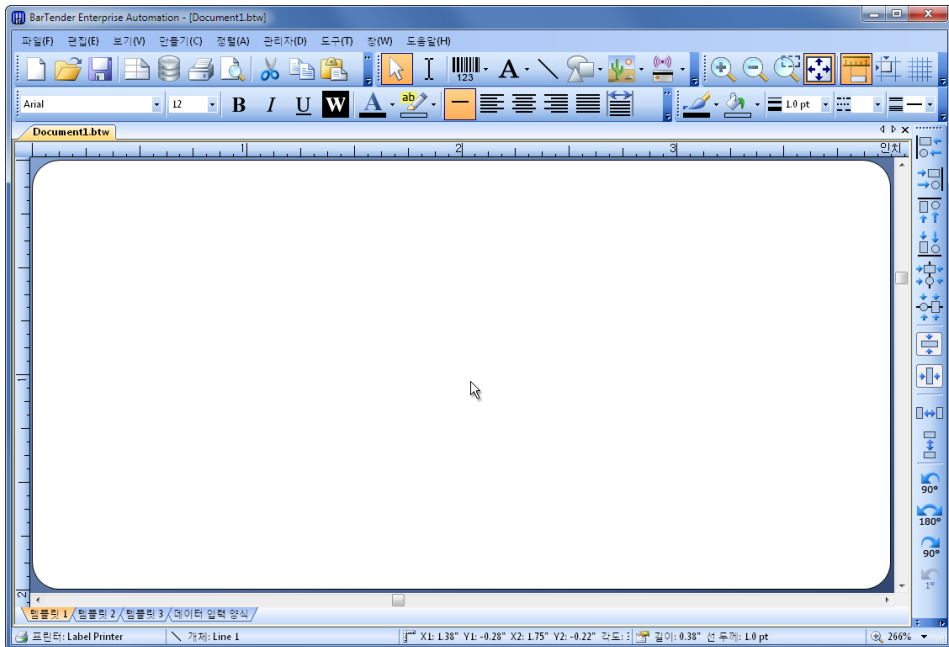 BarTender Enterprise Automation - [Document1.btw]
파일(F) 편집(E) 보기(V) 만들기(C) 정렬(A) 관리자(D) 도구(T) 창(W) 도움말(H)
123 A
Arial 12 B I U W A ab 1.0 pt
Document1.btw
1 2 3 인치
1
2
90°
180°
90°
1°
템플릿 1 템플릿 2 템플릿 3 데이터 입력 양식
프린터: Label Printer 개체: Line 1 X1: 1.38" Y1: -0.28" X2: 1.75" Y2: -0.22" 각도: 길이: 0.38" 선 두께: 1.0 pt 266%